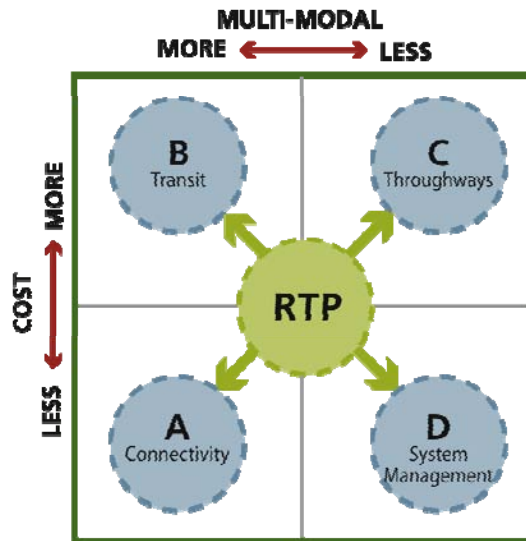 MULTI-MODAL
MORE LESS
B
Transit
C
Throughways
MORE
COST
LESS
RTP
A
Connectivity
D
System
Management